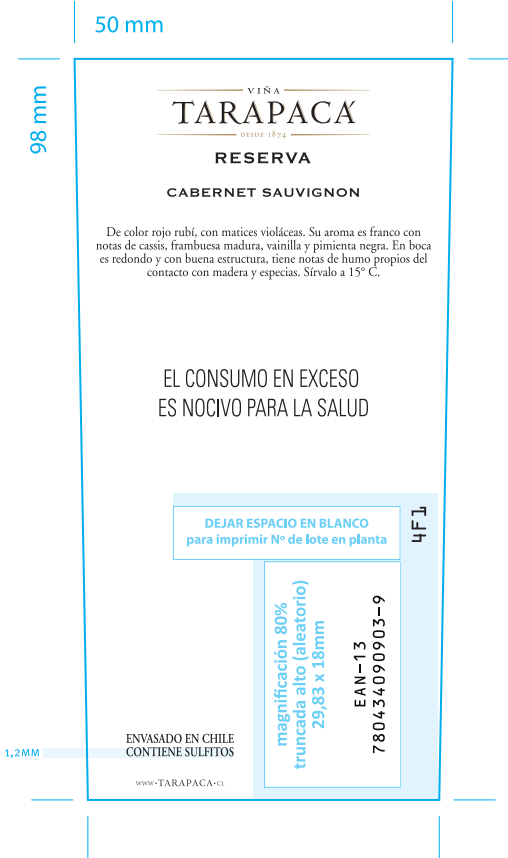 50 mm
98 mm
VIÑA
TARAPACÁ
DESDE 1874
RESERVA
CABERNET SAUVIGNON
De color rojo rubí, con matices violáceas. Su aroma es franco con
notas de cassis, frambuesa madura, vainilla y pimienta negra. En boca
es redondo y con buena estructura, tiene notas de humo propios del
contacto con madera y especias. Sírvalo a 15° C.
EL CONSUMO EN EXCESO
ES NOCIVO PARA LA SALUD
DEJAR ESPACIO EN BLANCO
para imprimir Nº de lote en planta
4F1
magnificación 80%
truncada alto (aleatorio)
29,83 x 18mm
EAN-13
780434090903-9
ENVASADO EN CHILE
CONTIENE SULFITOS
1,2MM
WWW•TARAPACA•CL